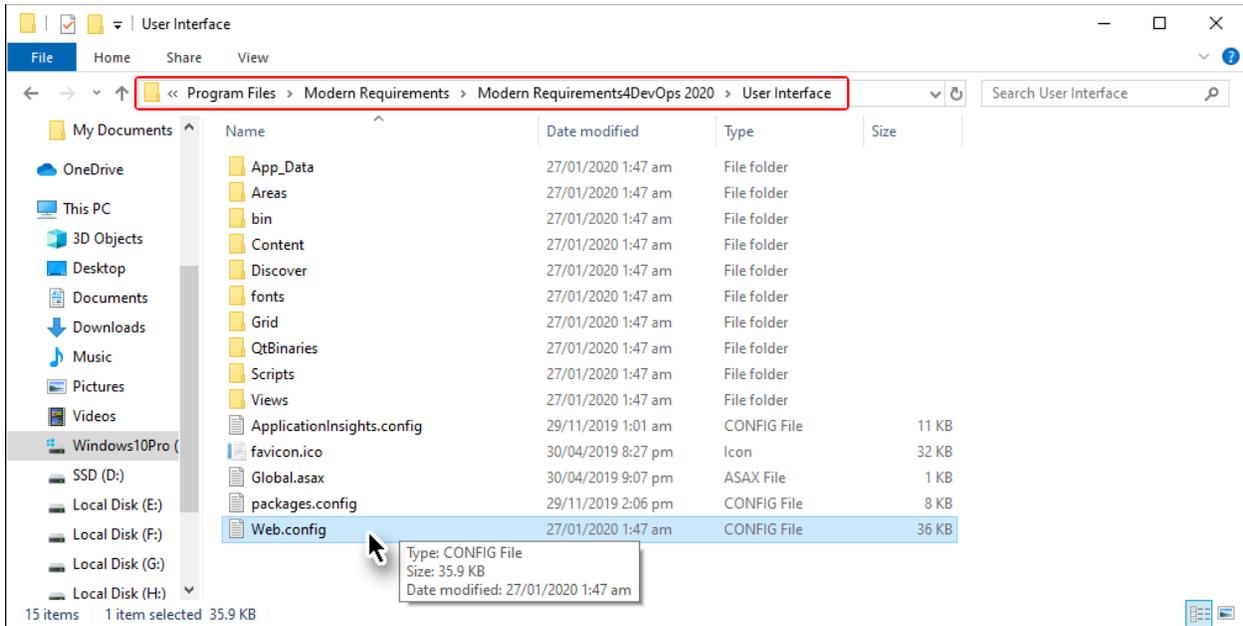 User Interface
File Home Share View
« Program Files > Modern Requirements > Modern Requirements4DevOps 2020 > User Interface
Search User Interface
My Documents
OneDrive
This PC
3D Objects
Desktop
Documents
Downloads
Music
Pictures
Videos
Windows10Pro (
SSD (D:)
Local Disk (E:)
Local Disk (F:)
Local Disk (G:)
Local Disk (H:)
Name Date modified Type Size
App_Data 27/01/2020 1:47 am File folder
Areas 27/01/2020 1:47 am File folder
bin 27/01/2020 1:47 am File folder
Content 27/01/2020 1:47 am File folder
Discover 27/01/2020 1:47 am File folder
fonts 27/01/2020 1:47 am File folder
Grid 27/01/2020 1:47 am File folder
QtBinaries 27/01/2020 1:47 am File folder
Scripts 27/01/2020 1:47 am File folder
Views 27/01/2020 1:47 am File folder
ApplicationInsights.config 29/11/2019 1:01 am CONFIG File 11 KB
favicon.ico 30/04/2019 8:27 pm Icon 32 KB
Global.asax 30/04/2019 9:07 pm ASAX File 1 KB
packages.config 29/11/2019 2:06 pm CONFIG File 8 KB
Web.config 27/01/2020 1:47 am CONFIG File 36 KB
Type: CONFIG File
Size: 35.9 KB
Date modified: 27/01/2020 1:47 am
15 items 1 item selected 35.9 KB